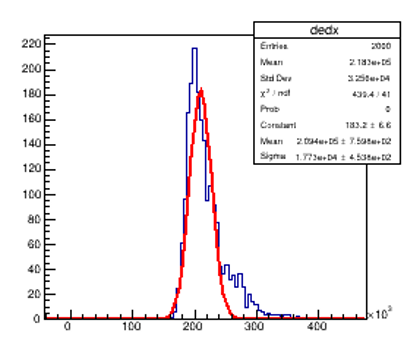 dedx
Entries 2000
Mean 2.183e+05
Std Dev 3.256e+04
χ² / ndf 439.4 / 41
Prob 0
Constant 183.2 ± 6.6
Mean 2.094e+05 ± 7.598e+02
Sigma 1.773e+04 ± 4.538e+02
220
200
180
160
140
120
100
80
60
40
20
0
0 100 200 300 400
×10³